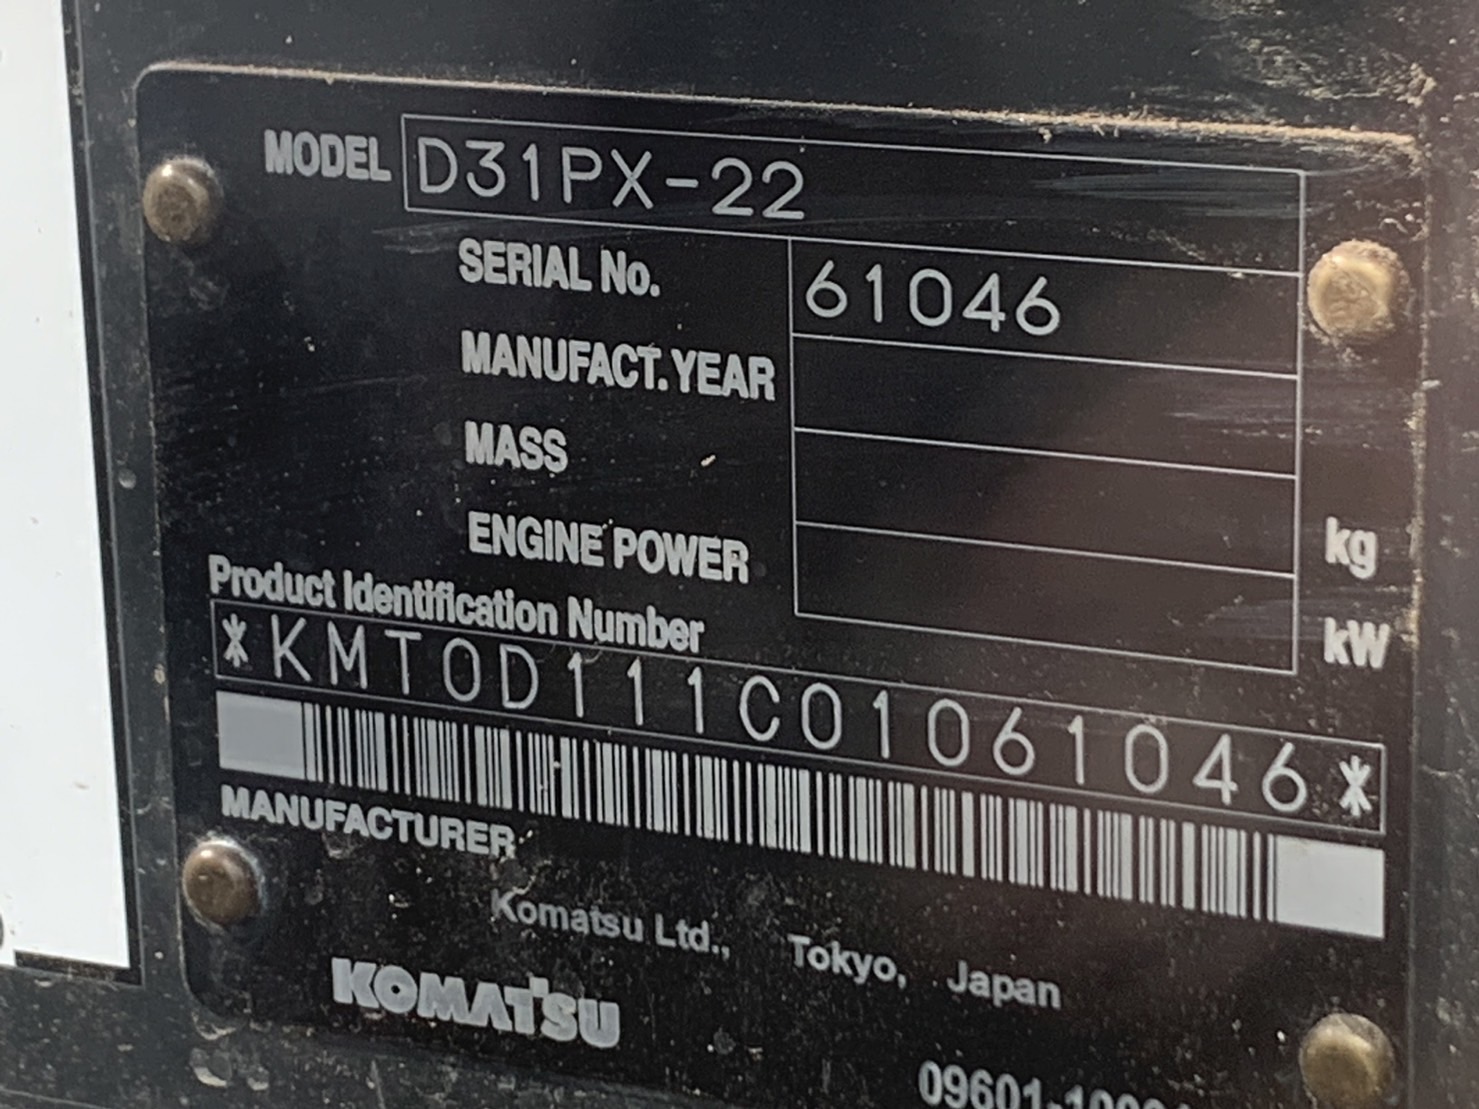 MODEL D31PX-22
SERIAL No. 61046
MANUFACT.YEAR
MASS kg
ENGINE POWER kW
Product Identification Number
*KMT0D111C01061046*
MANUFACTURER
Komatsu Ltd., Tokyo, Japan
KOMATSU